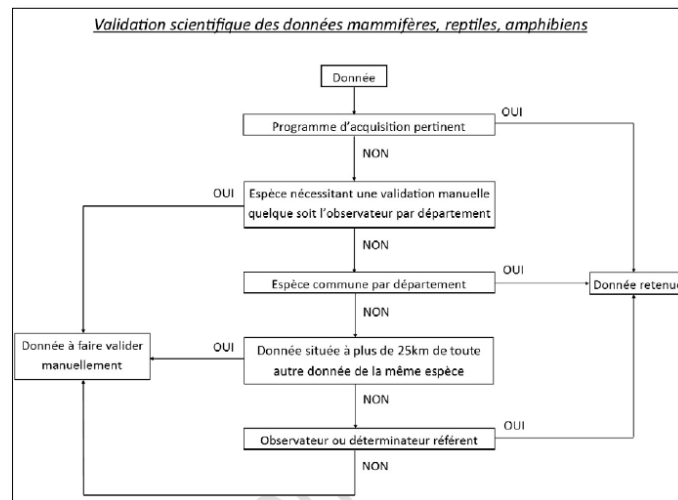 Validation scientifique des données mammifères, reptiles, amphibiens
Donnée
OUI
Programme d'acquisition pertinent
NON
OUI
Espèce nécessitant une validation manuelle
quelque soit l'observateur par département
NON
OUI
Espèce commune par département
Donnée retenue
NON
Donnée à faire valider
manuellement
OUI
Donnée située à plus de 25km de toute
autre donnée de la même espèce
NON
OUI
Observateur ou déterminateur référent
NON